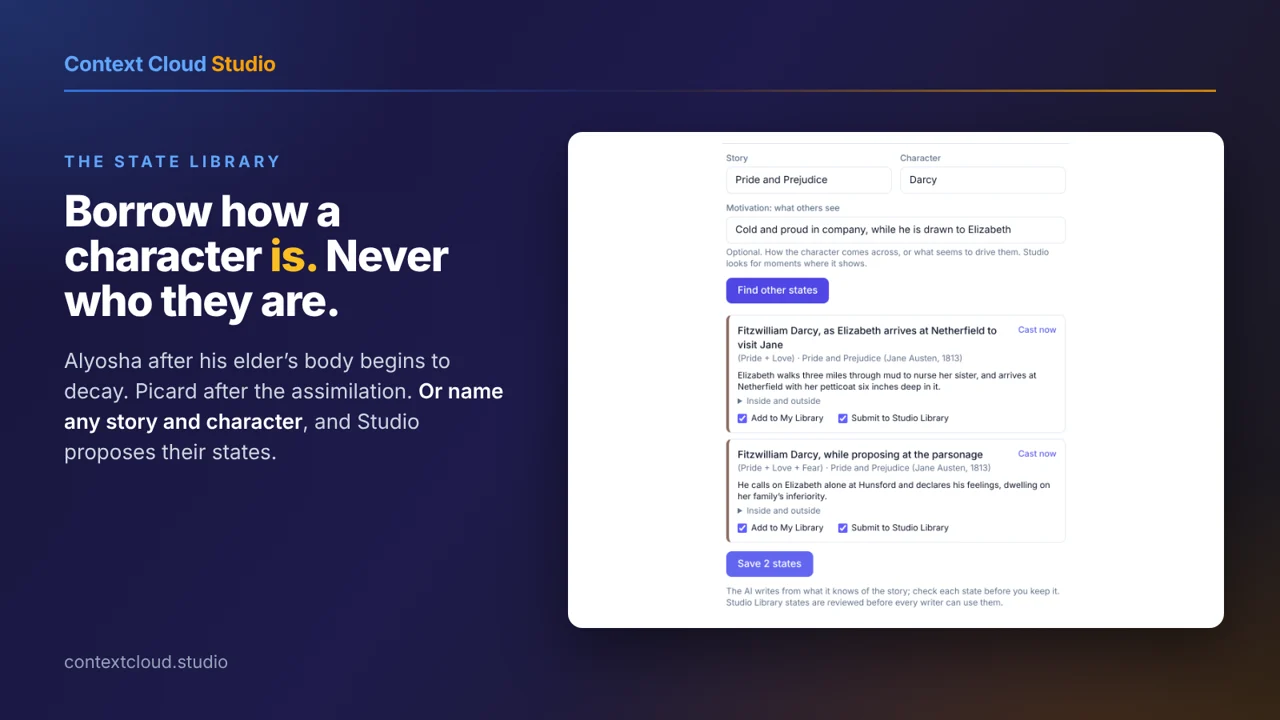 Context Cloud Studio
THE STATE LIBRARY
Borrow how a
character is. Never
who they are.
Alyosha after his elder’s body begins to
decay. Picard after the assimilation. Or name
any story and character, and Studio
proposes their states.
contextcloud.studio
Story
Character
Pride and Prejudice
Darcy
Motivation: what others see
Cold and proud in company, while he is drawn to Elizabeth
Optional. How the character comes across, or what seems to drive them. Studio
looks for moments where it shows.
Find other states
Fitzwilliam Darcy, as Elizabeth arrives at Netherfield to
visit Jane
Cast now
(Pride + Love) · Pride and Prejudice (Jane Austen, 1813)
Elizabeth walks three miles through mud to nurse her sister, and arrives at
Netherfield with her petticoat six inches deep in it.
Inside and outside
Add to My Library
Submit to Studio Library
Fitzwilliam Darcy, while proposing at the parsonage
Cast now
(Pride + Love + Fear) · Pride and Prejudice (Jane Austen, 1813)
He calls on Elizabeth alone at Hunsford and declares his feelings, dwelling on
her family’s inferiority.
Inside and outside
Add to My Library
Submit to Studio Library
Save 2 states
The AI writes from what it knows of the story; check each state before you keep it.
Studio Library states are reviewed before every writer can use them.